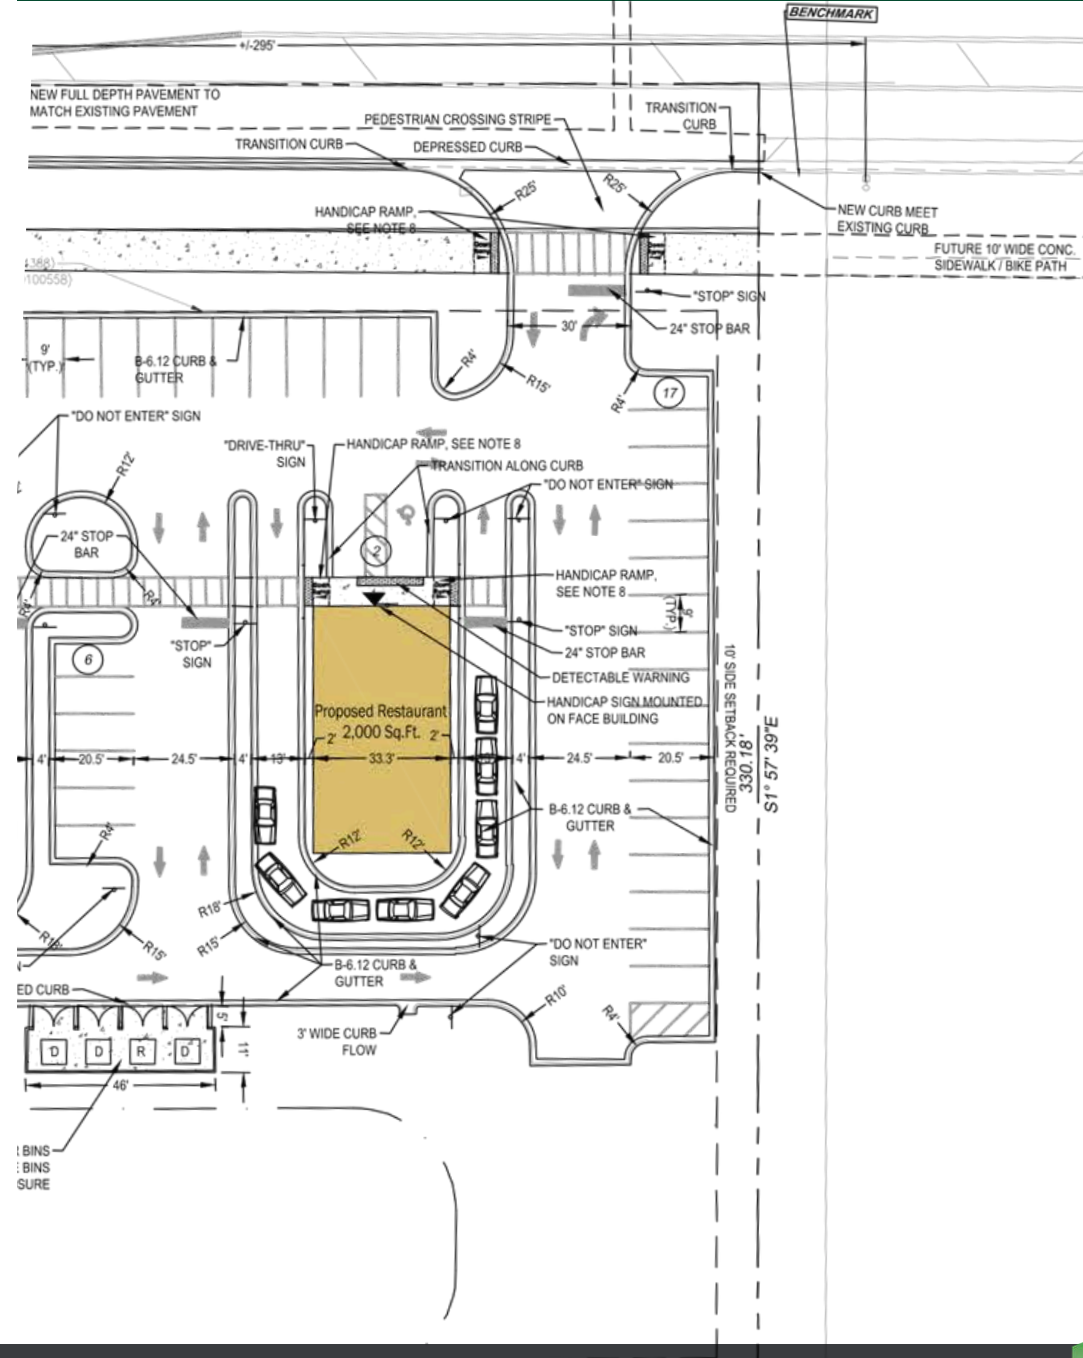 BENCHMARK
+/-295'
NEW FULL DEPTH PAVEMENT TO
MATCH EXISTING PAVEMENT
TRANSITION
CURB
PEDESTRIAN CROSSING STRIPE
TRANSITION CURB
DEPRESSED CURB
R25'
R25'
HANDICAP RAMP,
SEE NOTE 8
NEW CURB MEET
EXISTING CURB
FUTURE 10' WIDE CONC.
SIDEWALK / BIKE PATH
4388)
0100558)
"STOP" SIGN
24" STOP BAR
30'
9'
(TYP.)
B-6.12 CURB &
GUTTER
R4'
R15'
R4'
17
"DO NOT ENTER" SIGN
"DRIVE-THRU"
SIGN
HANDICAP RAMP, SEE NOTE 8
TRANSITION ALONG CURB
"DO NOT ENTER" SIGN
R12'
24" STOP
BAR
2
HANDICAP RAMP,
SEE NOTE 8
R4'
R4'
9'
(TYP.)
"STOP"
SIGN
"STOP" SIGN
24" STOP BAR
6
DETECTABLE WARNING
HANDICAP SIGN MOUNTED
ON FACE BUILDING
Proposed Restaurant
2,000 Sq.Ft.
2'
2'
4'
20.5'
24.5'
4'
13'
33.3'
4'
24.5'
20.5'
10' SIDE SETBACK REQUIRED
330.18'
S1° 57' 39"E
B-6.12 CURB &
GUTTER
R4'
R12'
R12'
R18'
R15'
R15'
"DO NOT ENTER"
SIGN
B-6.12 CURB &
GUTTER
N
ED CURB
R10'
R4'
5'
11'
3' WIDE CURB
FLOW
D D R D
46'
R BINS
E BINS
SURE